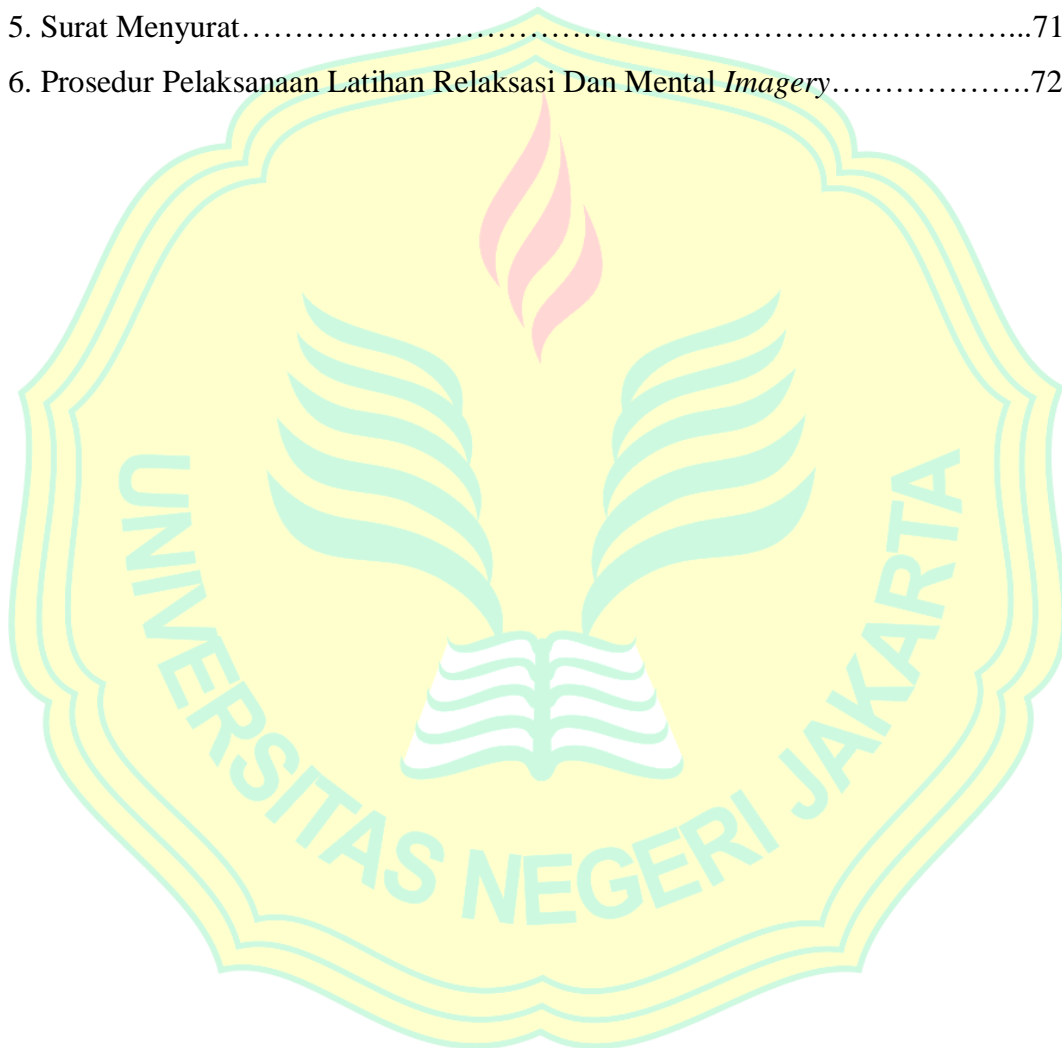 5. Surat Menyurat……………………………………………………………...71
6. Prosedur Pelaksanaan Latihan Relaksasi Dan Mental Imagery……………….72
UNIVERSITAS NEGERI JAKARTA